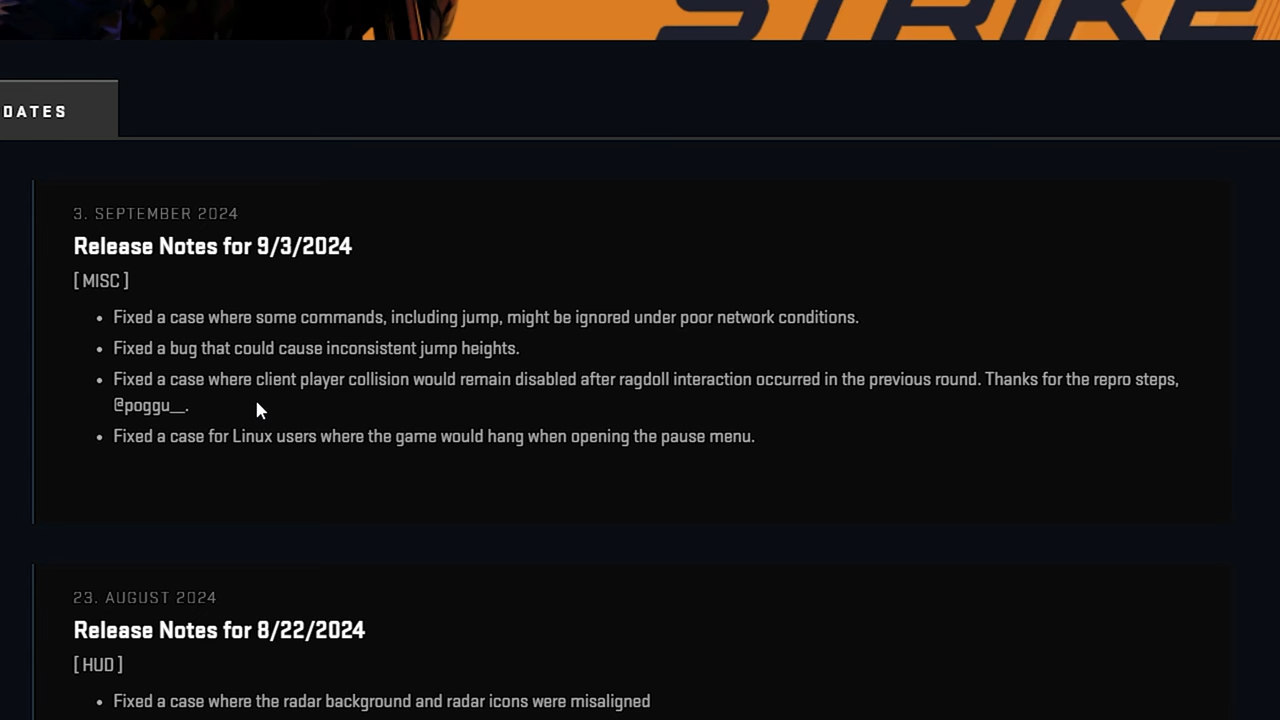 STRIKE
DATES
3. SEPTEMBER 2024
Release Notes for 9/3/2024
[ MISC ]
• Fixed a case where some commands, including jump, might be ignored under poor network conditions.
• Fixed a bug that could cause inconsistent jump heights.
• Fixed a case where client player collision would remain disabled after ragdoll interaction occurred in the previous round. Thanks for the repro steps,
@poggu__.
• Fixed a case for Linux users where the game would hang when opening the pause menu.
23. AUGUST 2024
Release Notes for 8/22/2024
[ HUD ]
• Fixed a case where the radar background and radar icons were misaligned